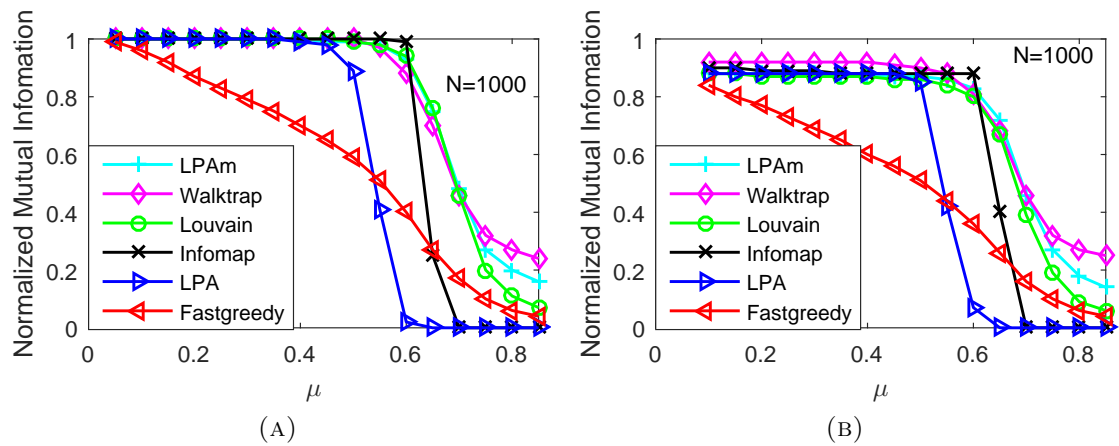 Normalized Mutual Infomation
1
0.8
0.6
0.4
0.2
0
N=1000
LPAm
Walktrap
Louvain
Infomap
LPA
Fastgreedy
0
0.2
0.4
0.6
0.8
μ
(A)
Normalized Mutual Infomation
1
0.8
0.6
0.4
0.2
0
N=1000
LPAm
Walktrap
Louvain
Infomap
LPA
Fastgreedy
0
0.2
0.4
0.6
0.8
μ
(B)